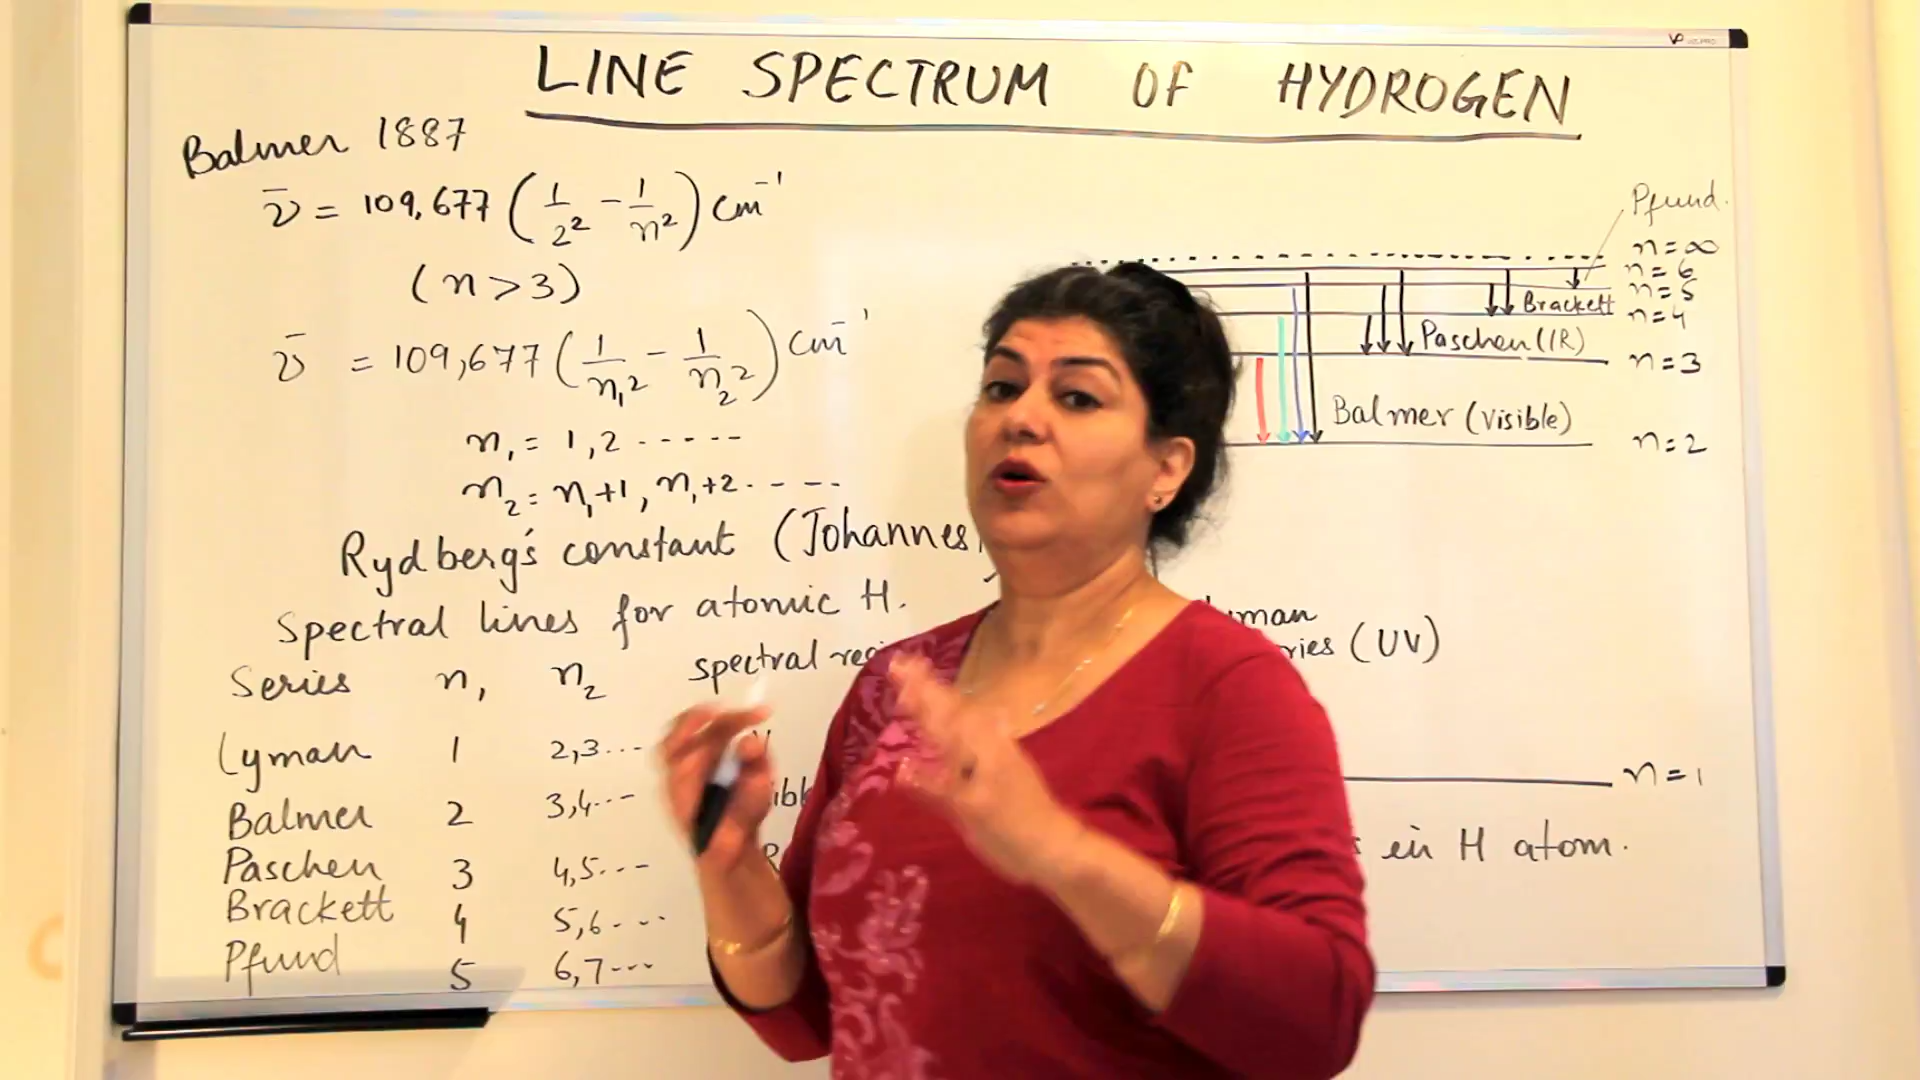 LINE SPECTRUM OF HYDROGEN
Balmer 1887
ν̅ = 109,677 (1/2² - 1/n²) cm⁻¹
(n > 3)
ν̅ = 109,677 (1/n₁² - 1/n₂²) cm⁻¹
n₁ = 1, 2 -----
n₂ = n₁+1, n₁+2 -----
Rydberg's constant (Johannes
Spectral lines for atomic H.
Series n₁ n₂ spectral
Lyman 1 2,3...
Balmer 2 3,4...
Paschen 3 4,5...
Brackett 4 5,6...
Pfund 5 6,7...
Pfund.
n=∞
n=6
n=5
Brackett n=4
Paschen (IR) n=3
Balmer (visible)
n=2
(UV)
n=1
in H atom.